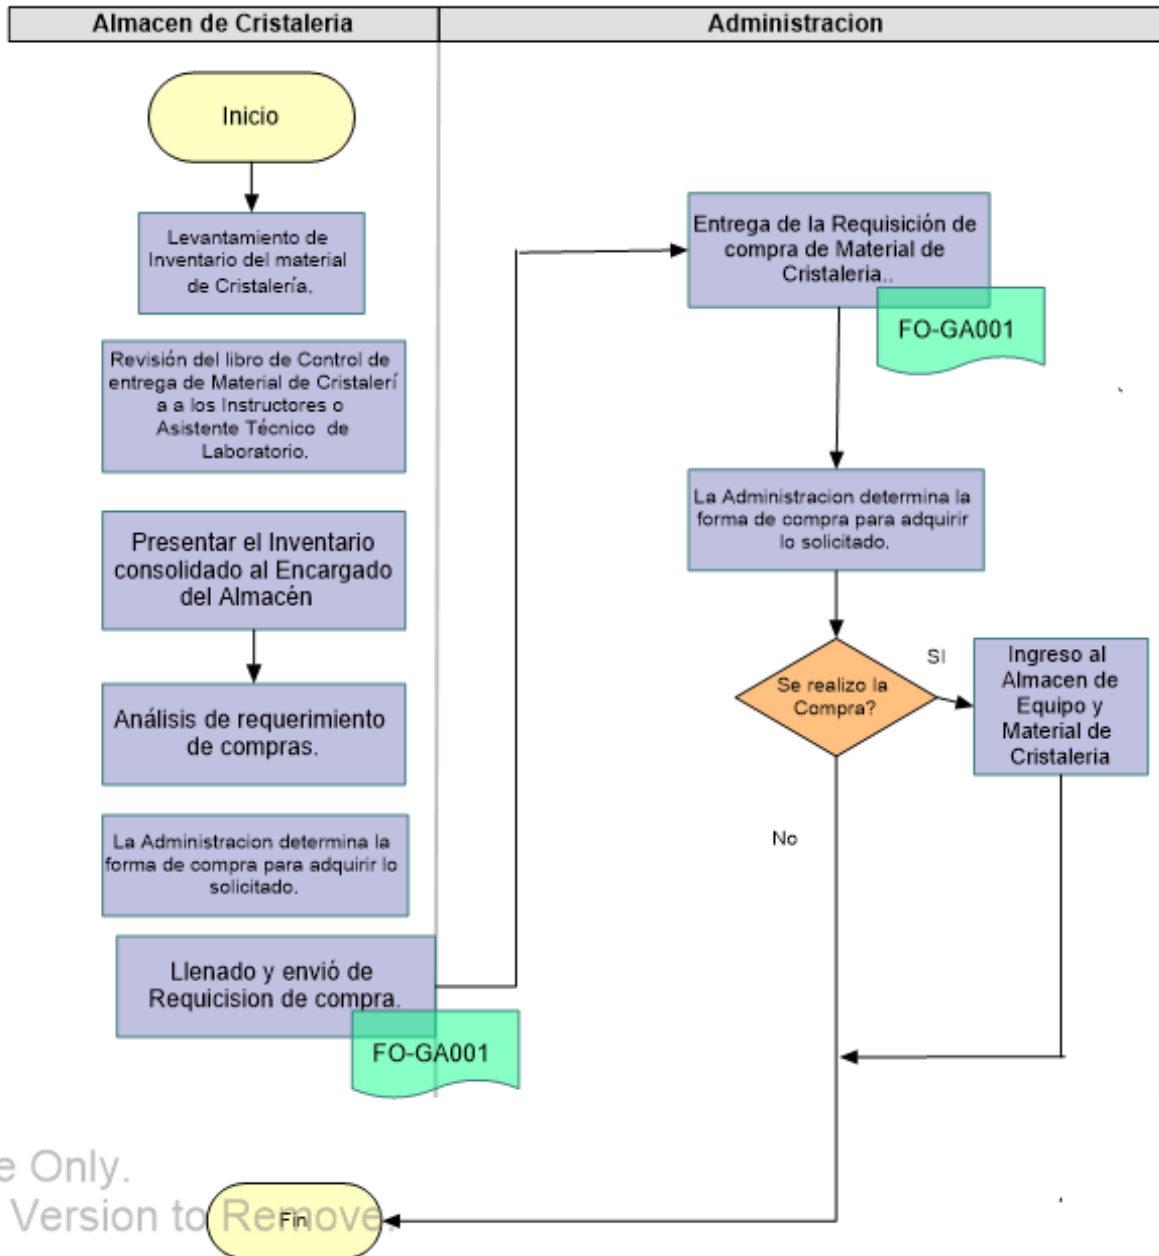 Almacen de Cristaleria
Administracion
Inicio
Levantamiento de
Inventario del material
de Cristalería.
Revisión del libro de Control de
entrega de Material de Cristalerí
a a los Instructores o
Asistente Técnico de
Laboratorio.
Presentar el Inventario
consolidado al Encargado
del Almacén
Análisis de requerimiento
de compras.
La Administracion determina la
forma de compra para adquirir lo
solicitado.
Llenado y envió de
Requicision de compra.
FO-GA001
Entrega de la Requisición de
compra de Material de
Cristaleria..
FO-GA001
La Administracion determina la
forma de compra para adquirir
lo solicitado.
Se realizo la
Compra?
SI
Ingreso al
Almacen de
Equipo y
Material de
Cristaleria
No
e Only.
Version to Remove.
Fin